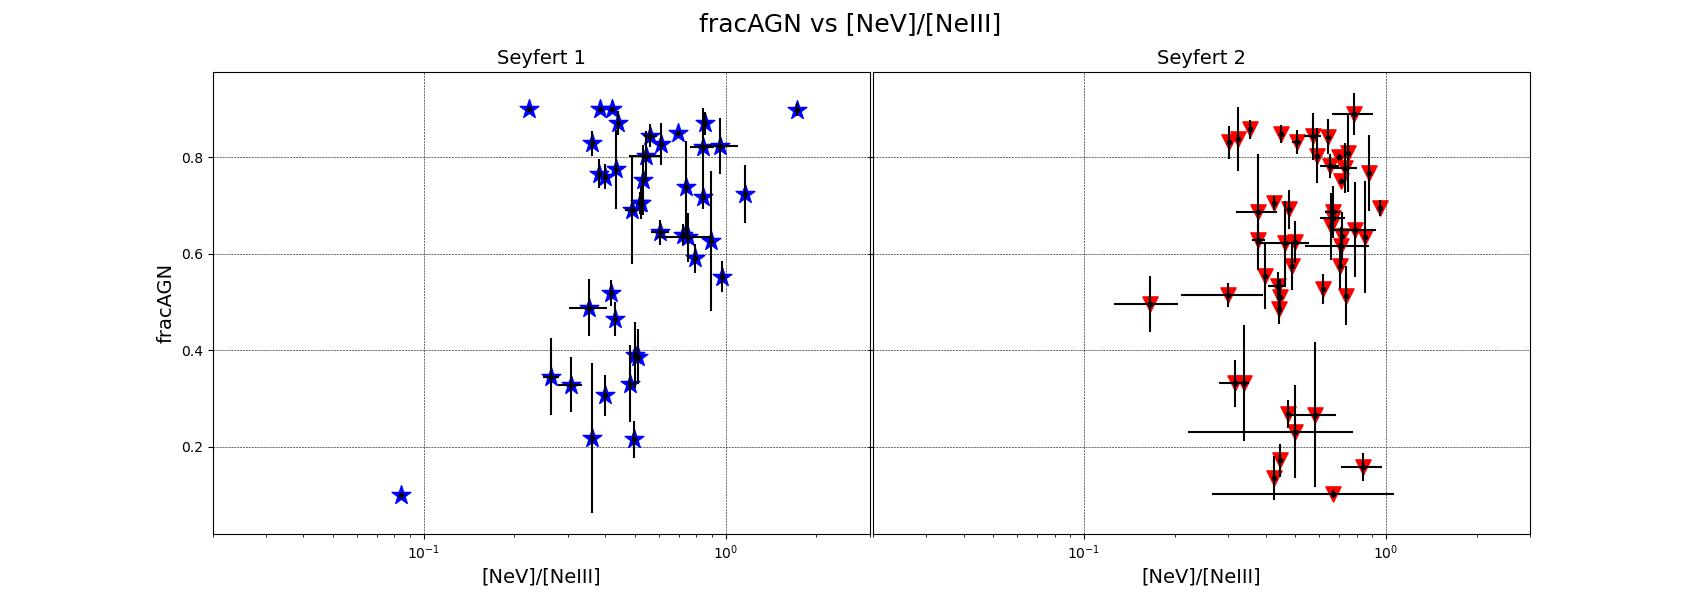 fracAGN vs [NeV]/[NeIII]
Seyfert 1
Seyfert 2
fracAGN
0.8
0.6
0.4
0.2
10⁻¹
10⁰
10⁻¹
10⁰
[NeV]/[NeIII]
[NeV]/[NeIII]